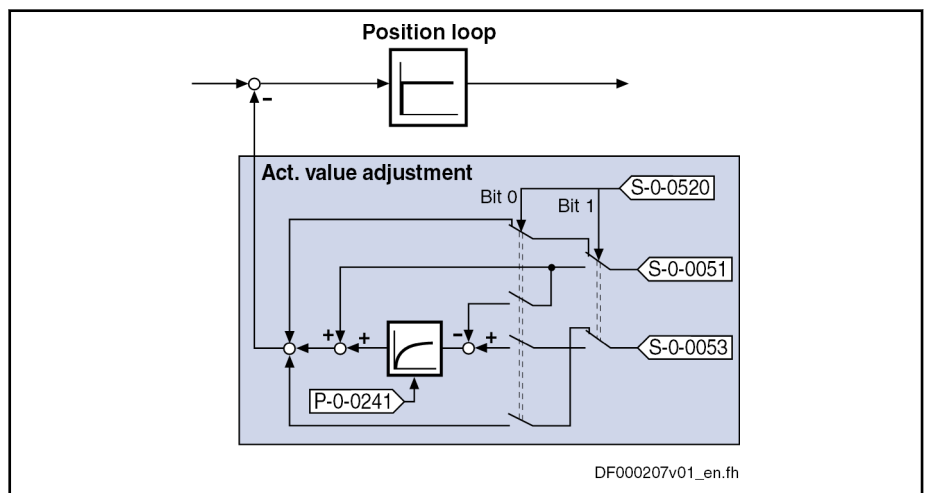 Position loop
-
Act. value adjustment
Bit 0
S-0-0520
Bit 1
S-0-0051
+
+
-
+
S-0-0053
P-0-0241
DF000207v01_en.fh